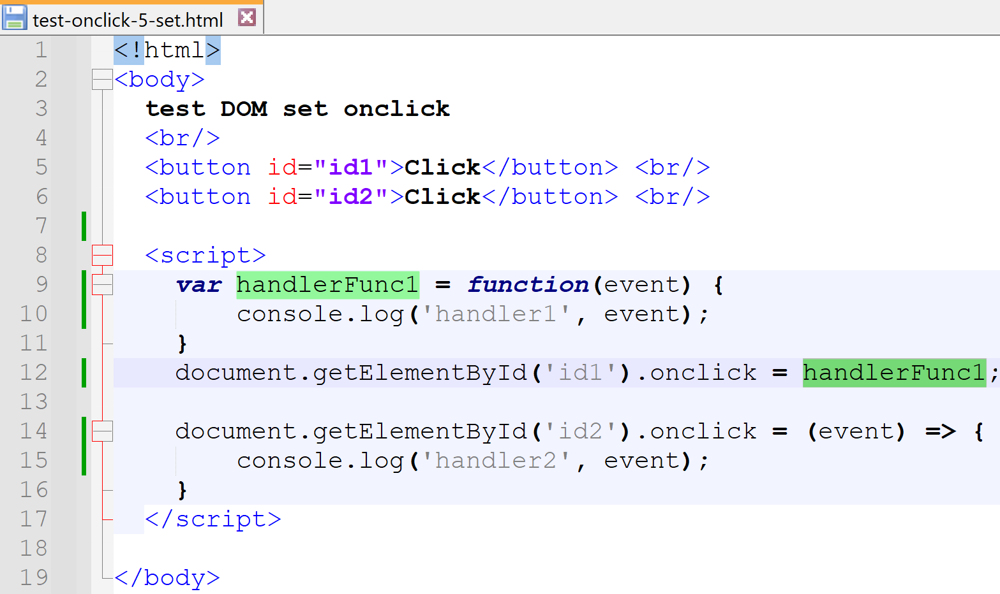 test-onclick-5-set.html
1 <!html>
2 <body>
3   test DOM set onclick
4   <br/>
5   <button id="id1">Click</button> <br/>
6   <button id="id2">Click</button> <br/>
7
8   <script>
9     var handlerFunc1 = function(event) {
10         console.log('handler1', event);
11     }
12     document.getElementById('id1').onclick = handlerFunc1;
13
14     document.getElementById('id2').onclick = (event) => {
15         console.log('handler2', event);
16     }
17   </script>
18
19 </body>